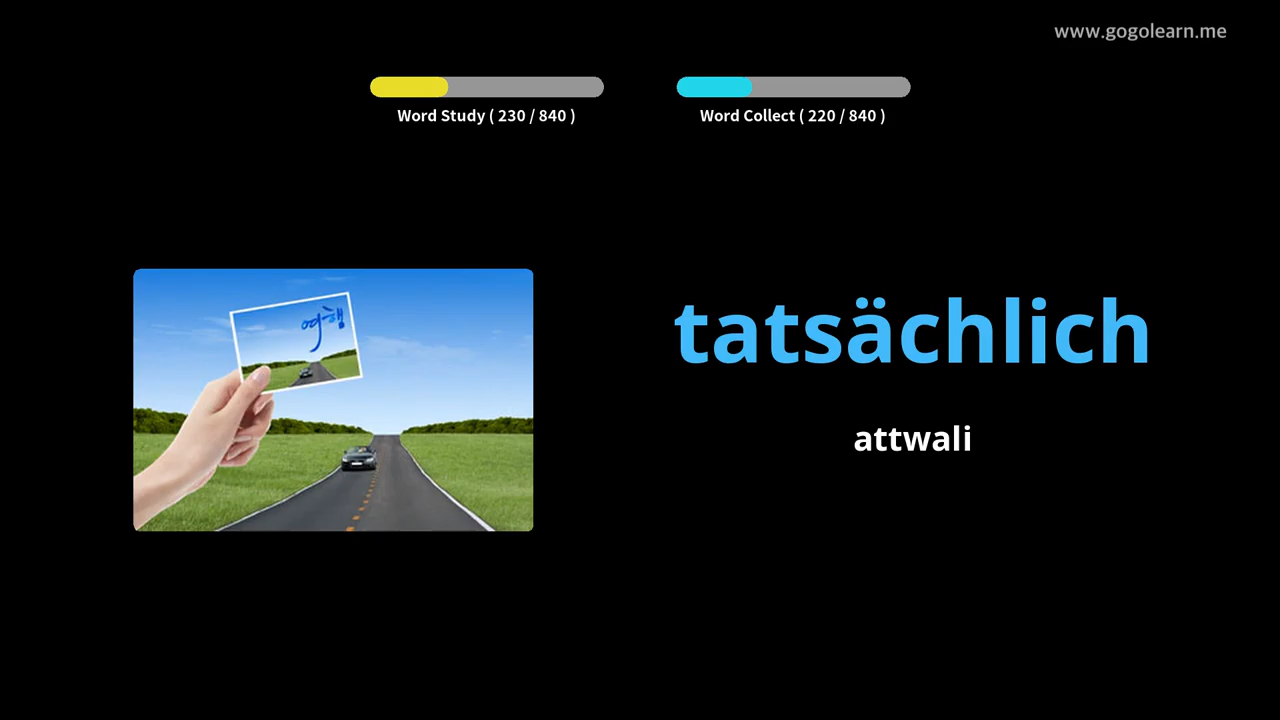 www.gogolearn.me
Word Study ( 230 / 840 )
Word Collect ( 220 / 840 )
여행
tatsächlich
attwali